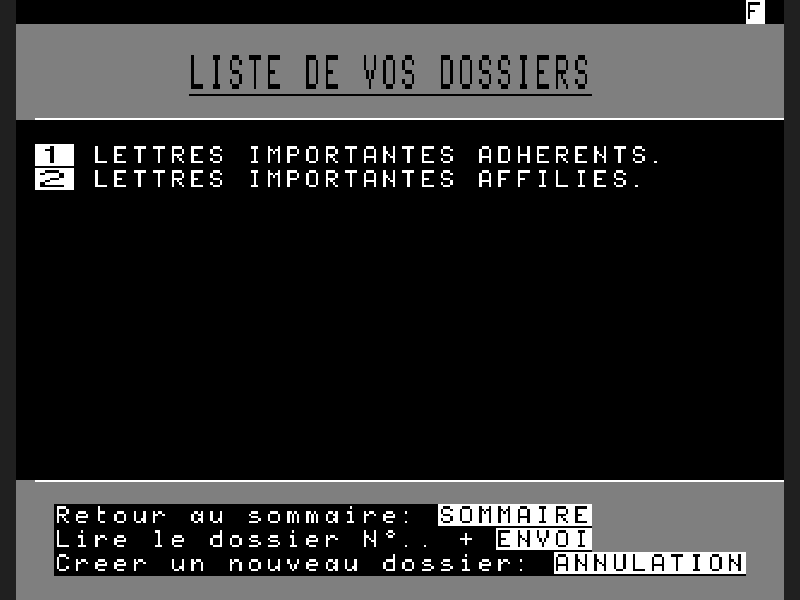 F
LISTE DE VOS DOSSIERS
1 LETTRES IMPORTANTES ADHERENTS.
2 LETTRES IMPORTANTES AFFILIES.
Retour au sommaire: SOMMAIRE
Lire le dossier N°.. + ENVOI
Creer un nouveau dossier: ANNULATION